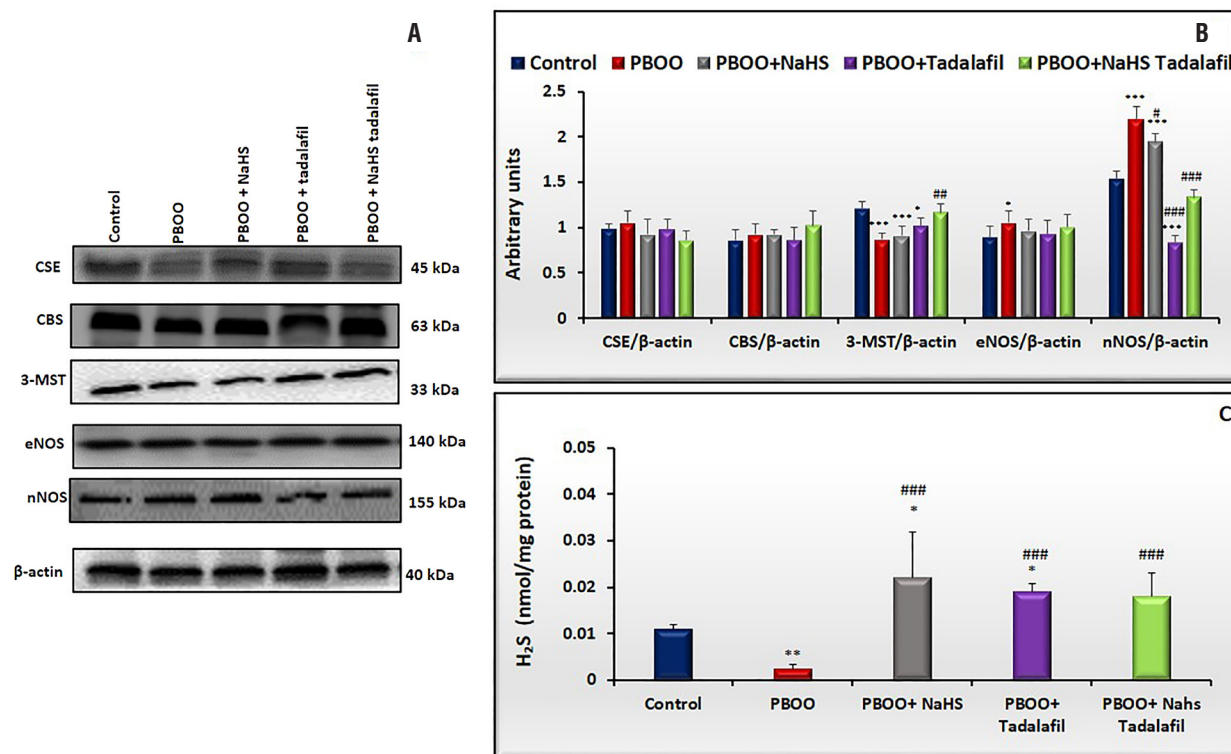 A
Control
PBOO
PBOO + NaHS
PBOO + tadalafil
PBOO + NaHS tadalafil
CSE
45 kDa
CBS
63 kDa
3-MST
33 kDa
eNOS
140 kDa
nNOS
155 kDa
β-actin
40 kDa
B
Control PBOO PBOO+NaHS PBOO+Tadalafil PBOO+NaHS Tadalafil
Arbitrary units
2.5
2
1.5
1
0.5
0
***
***
*
##
*
***
#
***
###
***
###
CSE/β-actin CBS/β-actin 3-MST/β-actin eNOS/β-actin nNOS/β-actin
C
H₂S (nmol/mg protein)
0.05
0.04
0.03
0.02
0.01
0
**
###
*
###
*
###
Control PBOO PBOO+ NaHS PBOO+ PBOO+ Nahs
Tadalafil Tadalafil